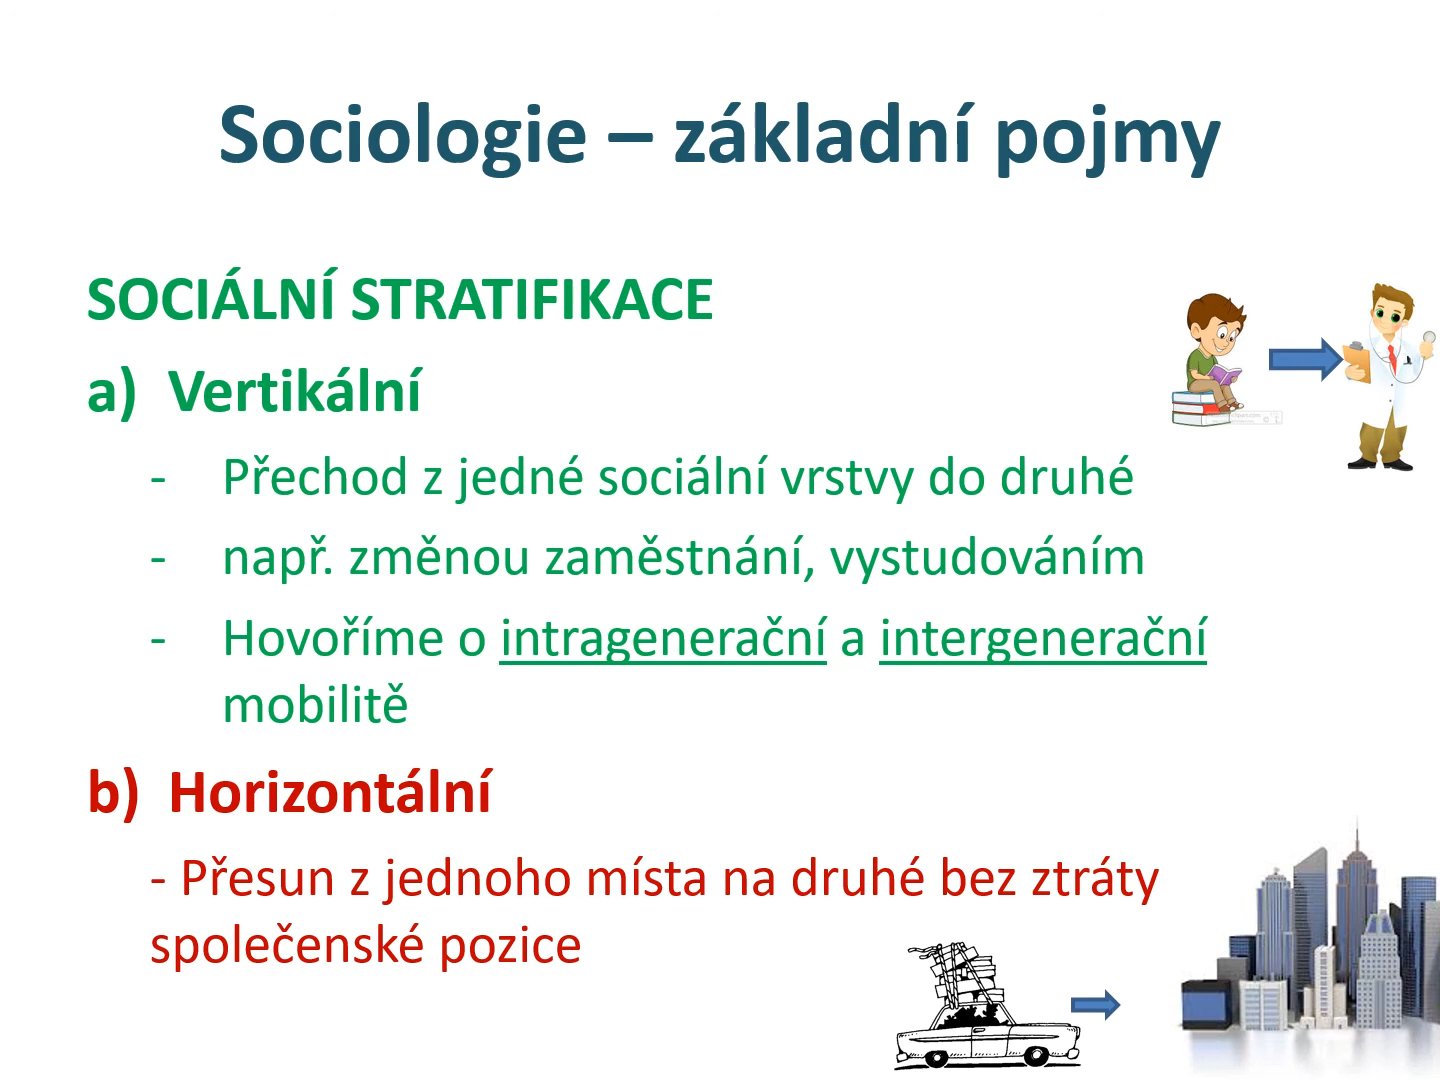 Sociologie – základní pojmy
SOCIÁLNÍ STRATIFIKACE
a) Vertikální
- Přechod z jedné sociální vrstvy do druhé
- např. změnou zaměstnání, vystudováním
- Hovoříme o intragenerační a intergenerační
mobilitě
b) Horizontální
- Přesun z jednoho místa na druhé bez ztráty
společenské pozice